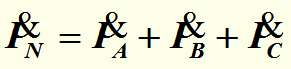 I&_N = I&_A + I&_B + I&_C